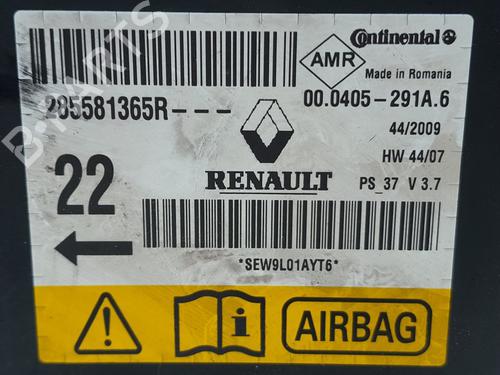 Continental
AMR
Made in Romania
285581365R---
00.0405-291A.6
44/2009
HW 44/07
22
RENAULT
PS_37 V 3.7
*SEW9L01AYT6*
i
AIRBAG
B-PARTS